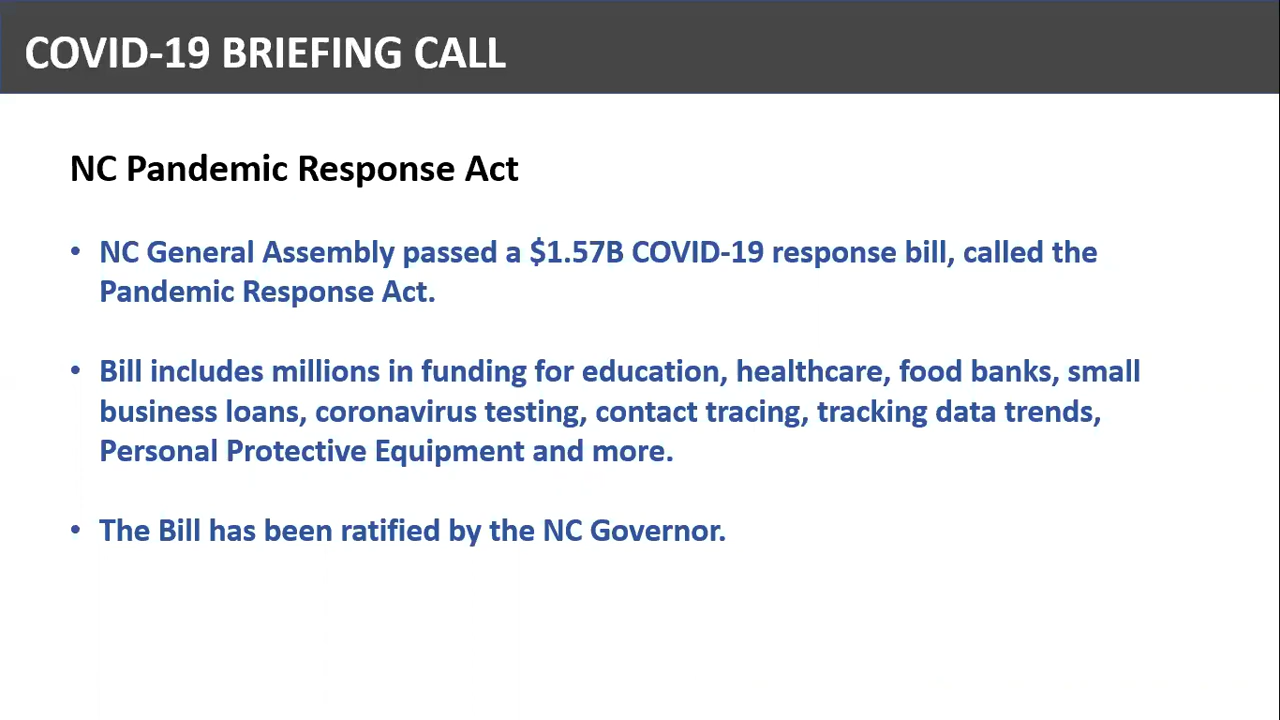 COVID-19 BRIEFING CALL
NC Pandemic Response Act
• NC General Assembly passed a $1.57B COVID-19 response bill, called the
Pandemic Response Act.
• Bill includes millions in funding for education, healthcare, food banks, small
business loans, coronavirus testing, contact tracing, tracking data trends,
Personal Protective Equipment and more.
• The Bill has been ratified by the NC Governor.